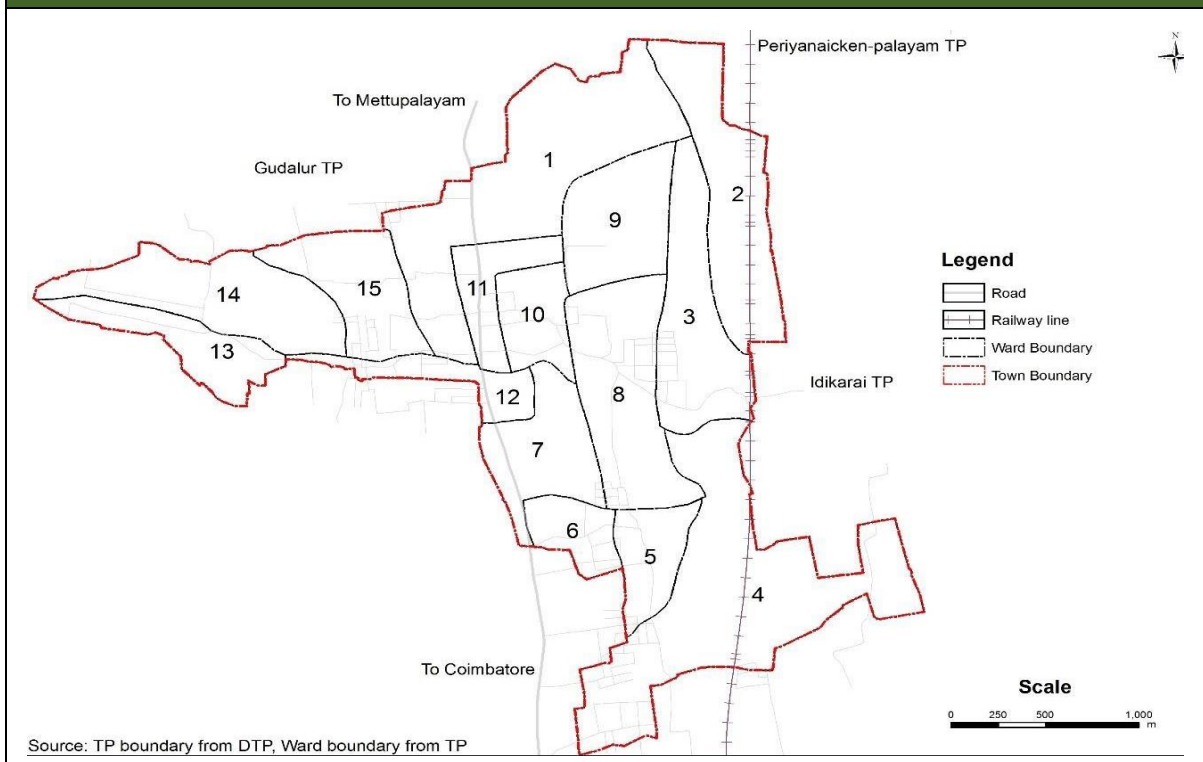 Periyanaicken-palayam TP
N
To Mettupalayam
Gudalur TP
1
2
9
Legend
Road
Railway line
Ward Boundary
Town Boundary
14
15
11
10
3
13
12
8
Idikarai TP
7
6
5
4
To Coimbatore
Scale
0 250 500 1,000
m
Source: TP boundary from DTP, Ward boundary from TP